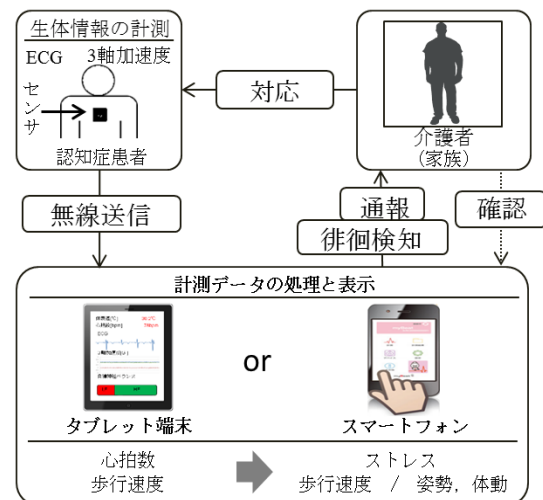 生体情報の計測
ECG 3軸加速度
センサ
認知症患者
対応
介護者
(家族)
無線送信
通報
徘徊検知
確認
計測データの処理と表示
ECG
or
タブレット端末
スマートフォン
心拍数
歩行速度
ストレス
歩行速度 / 姿勢，体動